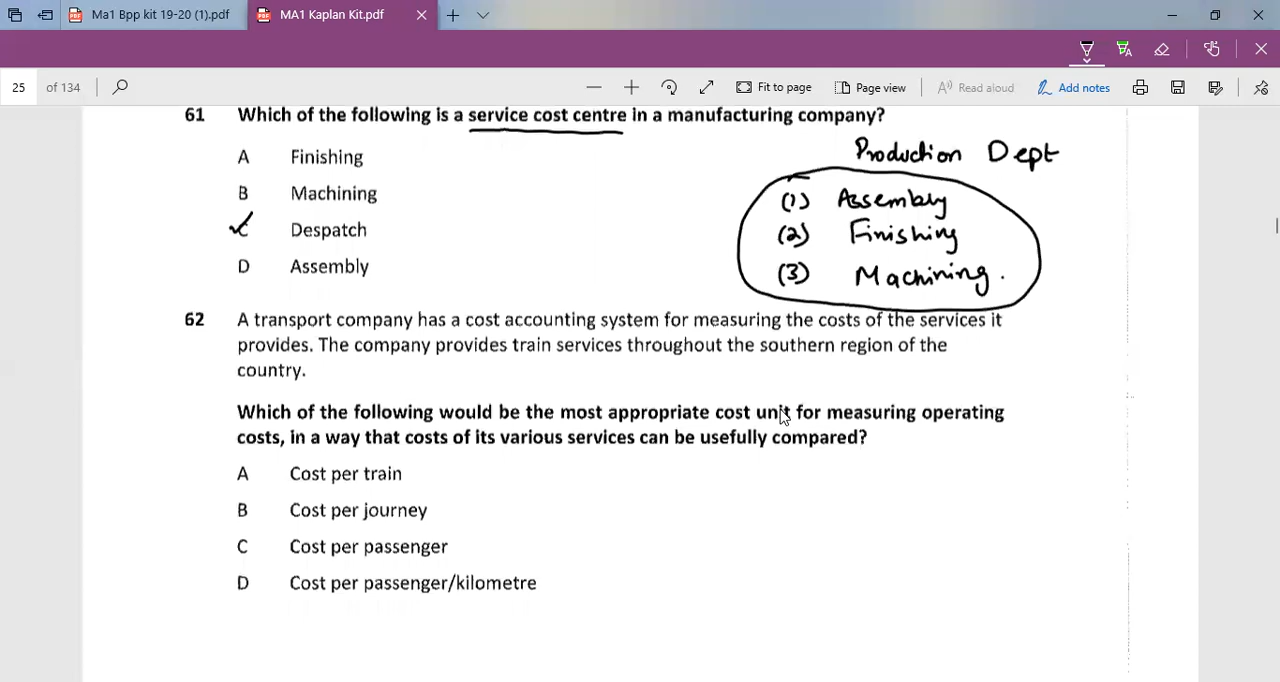 Ma1 Bpp kit 19-20 (1).pdf
MA1 Kaplan Kit.pdf
25 of 134
Fit to page
Page view
Read aloud
Add notes
61 Which of the following is a service cost centre in a manufacturing company?
Production Dept
A Finishing
(1) Assembly
B Machining
(2) Finishing
C Despatch
(3) Machining.
D Assembly
62 A transport company has a cost accounting system for measuring the costs of the services it
provides. The company provides train services throughout the southern region of the
country.
Which of the following would be the most appropriate cost unit for measuring operating
costs, in a way that costs of its various services can be usefully compared?
A Cost per train
B Cost per journey
C Cost per passenger
D Cost per passenger/kilometre